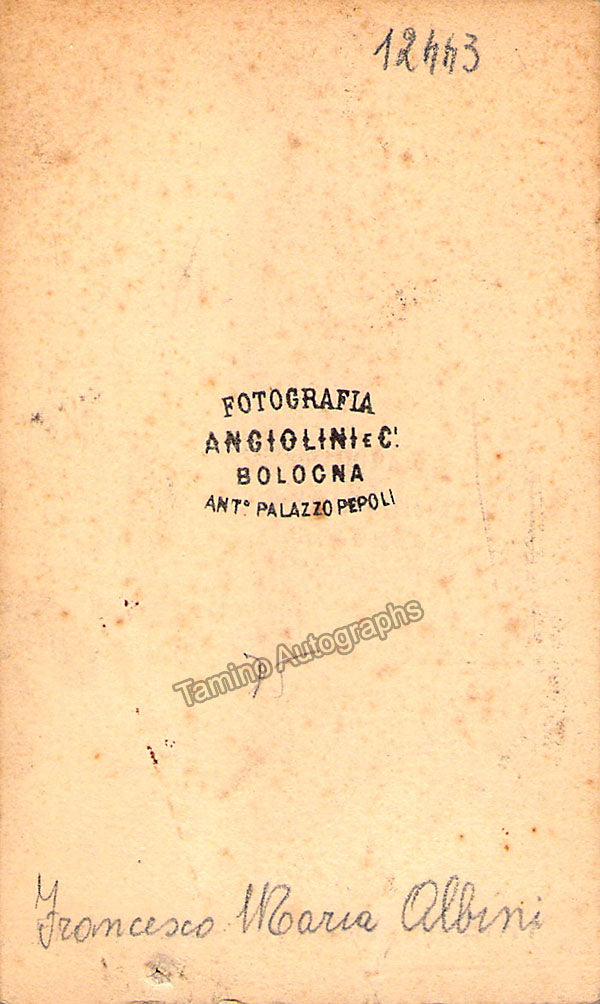 12443
FOTOGRAFIA
ANGIOLINI E C!
BOLOGNA
ANT° PALAZZO PEPOLI
Tamino Autographs
Francesco Maria Albini